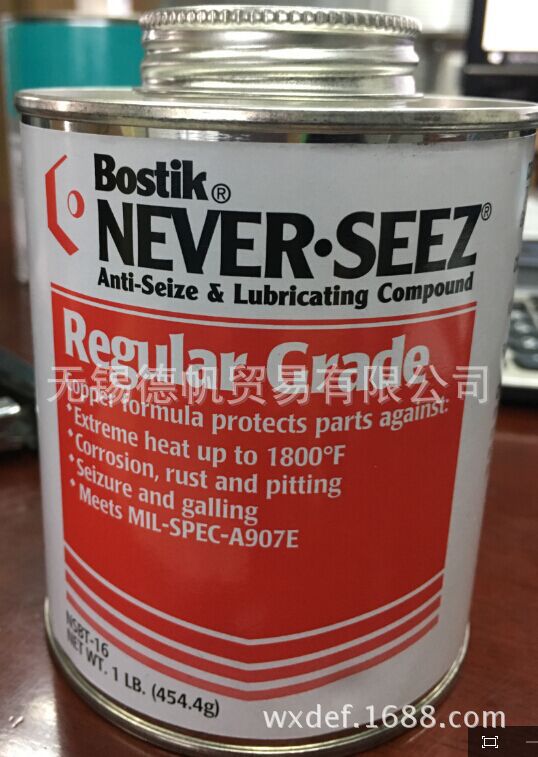 Bostik®
NEVER•SEEZ®
Anti-Seize & Lubricating Compound
Regular Grade
无锡德帆贸易有限公司
Copper formula protects parts against:
• Extreme heat up to 1800°F
• Corrosion, rust and pitting
• Seizure and galling
• Meets MIL-SPEC-A907E
NSBT-16
NET WT. 1 LB. (454.4g)
wxdef.1688.com